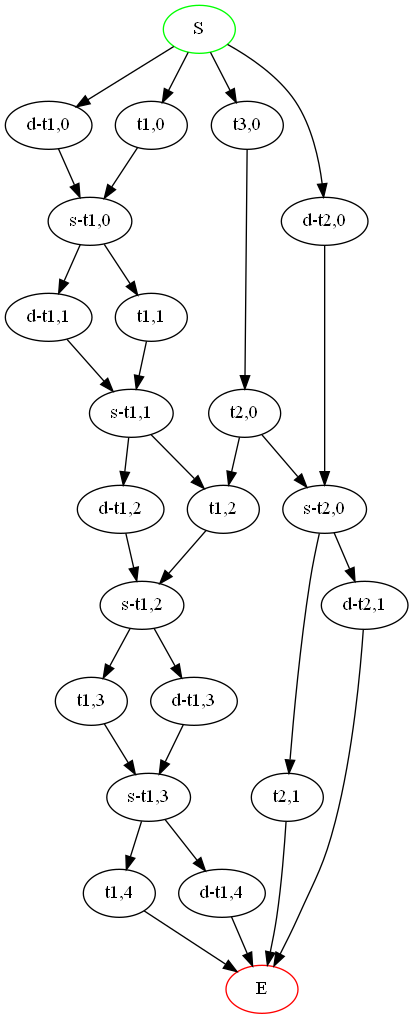 S
d-t1,0
t1,0
t3,0
s-t1,0
d-t2,0
d-t1,1
t1,1
s-t1,1
t2,0
d-t1,2
t1,2
s-t2,0
s-t1,2
d-t2,1
t1,3
d-t1,3
s-t1,3
t2,1
t1,4
d-t1,4
E